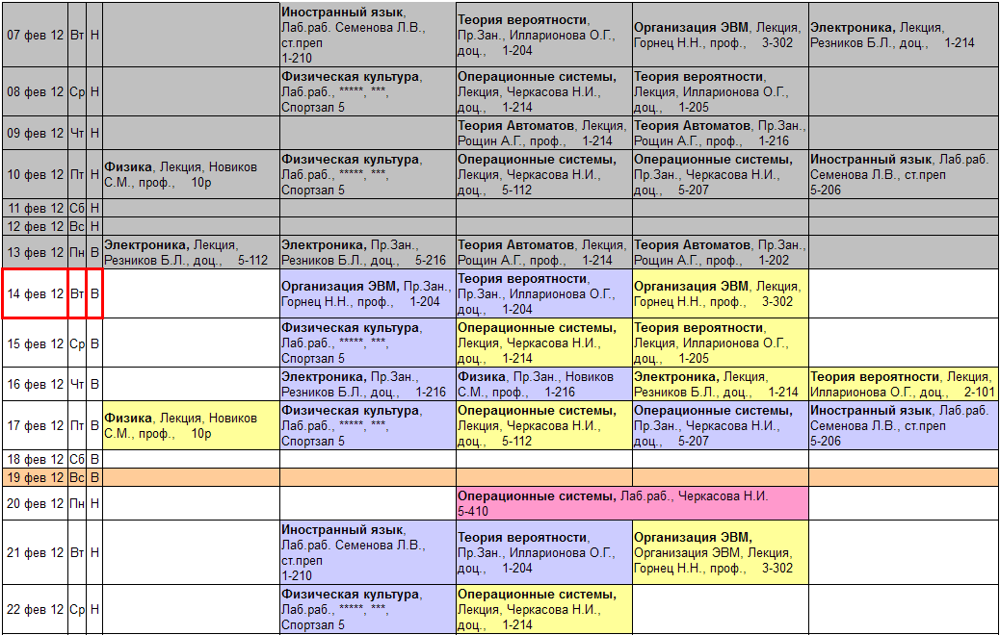 07 фев 12 Вт Н
Иностранный язык,
Лаб.раб. Семенова Л.В.,
ст.преп
1-210
Теория вероятности,
Пр.Зан., Илларионова О.Г.,
доц., 1-204
Организация ЭВМ, Лекция,
Горнец Н.Н., проф., 3-302
Электроника, Лекция,
Резников Б.Л., доц., 1-214
08 фев 12 Ср Н
Физическая культура,
Лаб.раб., *****, ***,
Спортзал 5
Операционные системы,
Лекция, Черкасова Н.И.,
доц., 1-214
Теория вероятности,
Лекция, Илларионова О.Г.,
доц., 1-205
09 фев 12 Чт Н
Теория Автоматов, Лекция,
Рощин А.Г., проф., 1-214
Теория Автоматов, Пр.Зан.,
Рощин А.Г., проф., 1-216
10 фев 12 Пт Н
Физика, Лекция, Новиков
С.М., проф., 10р
Физическая культура,
Лаб.раб., *****, ***,
Спортзал 5
Операционные системы,
Лекция, Черкасова Н.И.,
доц., 5-112
Операционные системы,
Пр.Зан., Черкасова Н.И.,
доц., 5-207
Иностранный язык, Лаб.раб.
Семенова Л.В., ст.преп
5-206
11 фев 12 Сб Н
12 фев 12 Вс Н
13 фев 12 Пн В
Электроника, Лекция,
Резников Б.Л., доц., 5-112
Электроника, Пр.Зан.,
Резников Б.Л., доц., 5-216
Теория Автоматов, Лекция,
Рощин А.Г., проф., 1-214
Теория Автоматов, Пр.Зан.,
Рощин А.Г., проф., 1-202
14 фев 12 Вт В
Организация ЭВМ, Пр.Зан.,
Горнец Н.Н., проф., 1-204
Теория вероятности,
Пр.Зан., Илларионова О.Г.,
доц., 1-204
Организация ЭВМ, Лекция,
Горнец Н.Н., проф., 3-302
15 фев 12 Ср В
Физическая культура,
Лаб.раб., *****, ***,
Спортзал 5
Операционные системы,
Лекция, Черкасова Н.И.,
доц., 1-214
Теория вероятности,
Лекция, Илларионова О.Г.,
доц., 1-205
16 фев 12 Чт В
Электроника, Пр.Зан.,
Резников Б.Л., доц., 1-216
Физика, Пр.Зан., Новиков
С.М., проф., 1-216
Электроника, Лекция,
Резников Б.Л., доц., 1-214
Теория вероятности, Лекция,
Илларионова О.Г., доц., 2-101
17 фев 12 Пт В
Физика, Лекция, Новиков
С.М., проф., 10р
Физическая культура,
Лаб.раб., *****, ***,
Спортзал 5
Операционные системы,
Лекция, Черкасова Н.И.,
доц., 5-112
Операционные системы,
Пр.Зан., Черкасова Н.И.,
доц., 5-207
Иностранный язык, Лаб.раб.
Семенова Л.В., ст.преп
5-206
18 фев 12 Сб В
19 фев 12 Вс В
20 фев 12 Пн Н
Операционные системы, Лаб.раб., Черкасова Н.И.
5-410
21 фев 12 Вт Н
Иностранный язык,
Лаб.раб. Семенова Л.В.,
ст.преп
1-210
Теория вероятности,
Пр.Зан., Илларионова О.Г.,
доц., 1-204
Организация ЭВМ,
Организация ЭВМ, Лекция,
Горнец Н.Н., проф., 3-302
22 фев 12 Ср Н
Физическая культура,
Лаб.раб., *****, ***,
Спортзал 5
Операционные системы,
Лекция, Черкасова Н.И.,
доц., 1-214